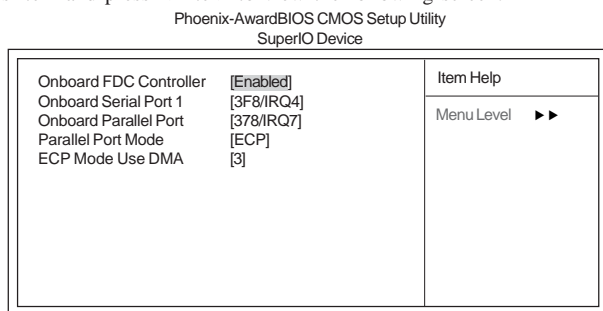 Phoenix-AwardBIOS CMOS Setup Utility
SuperIO Device
Onboard FDC Controller [Enabled]
Onboard Serial Port 1 [3F8/IRQ4]
Onboard Parallel Port [378/IRQ7]
Parallel Port Mode [ECP]
ECP Mode Use DMA [3]
Item Help
Menu Level ►►